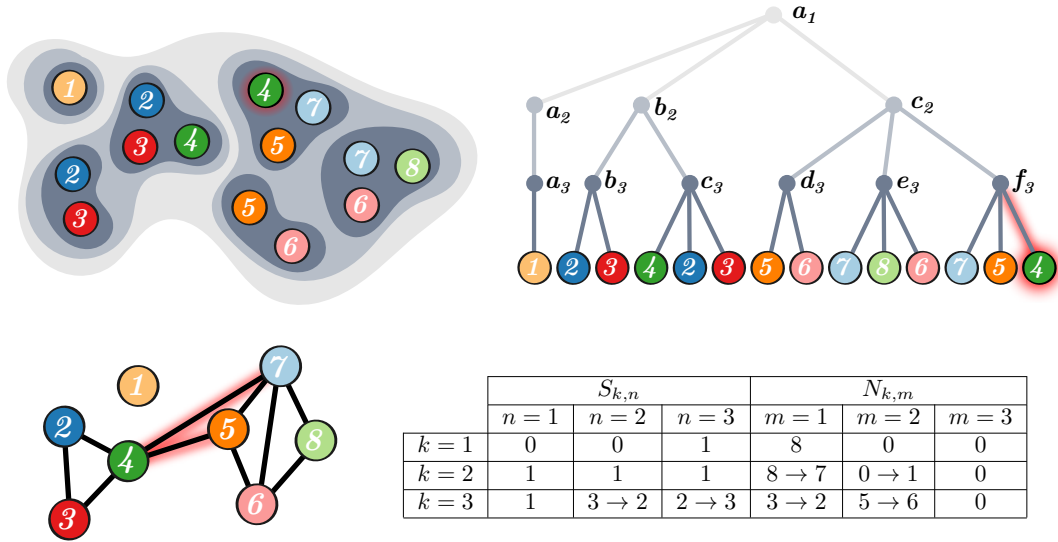 1
2
3
4
2
3
4
7
5
7
8
6
5
6
a₁
a₂ b₂ c₂
a₃ b₃ c₃ d₃ e₃ f₃
1 2 3 4 2 3 5 6 7 8 6 7 5 4
1
2
3
4
5
6
7
8
Sₖ,ₙ Nₖ,ₘ
n = 1 n = 2 n = 3 m = 1 m = 2 m = 3
k = 1 0 0 1 8 0 0
k = 2 1 1 1 8 → 7 0 → 1 0
k = 3 1 3 → 2 2 → 3 3 → 2 5 → 6 0